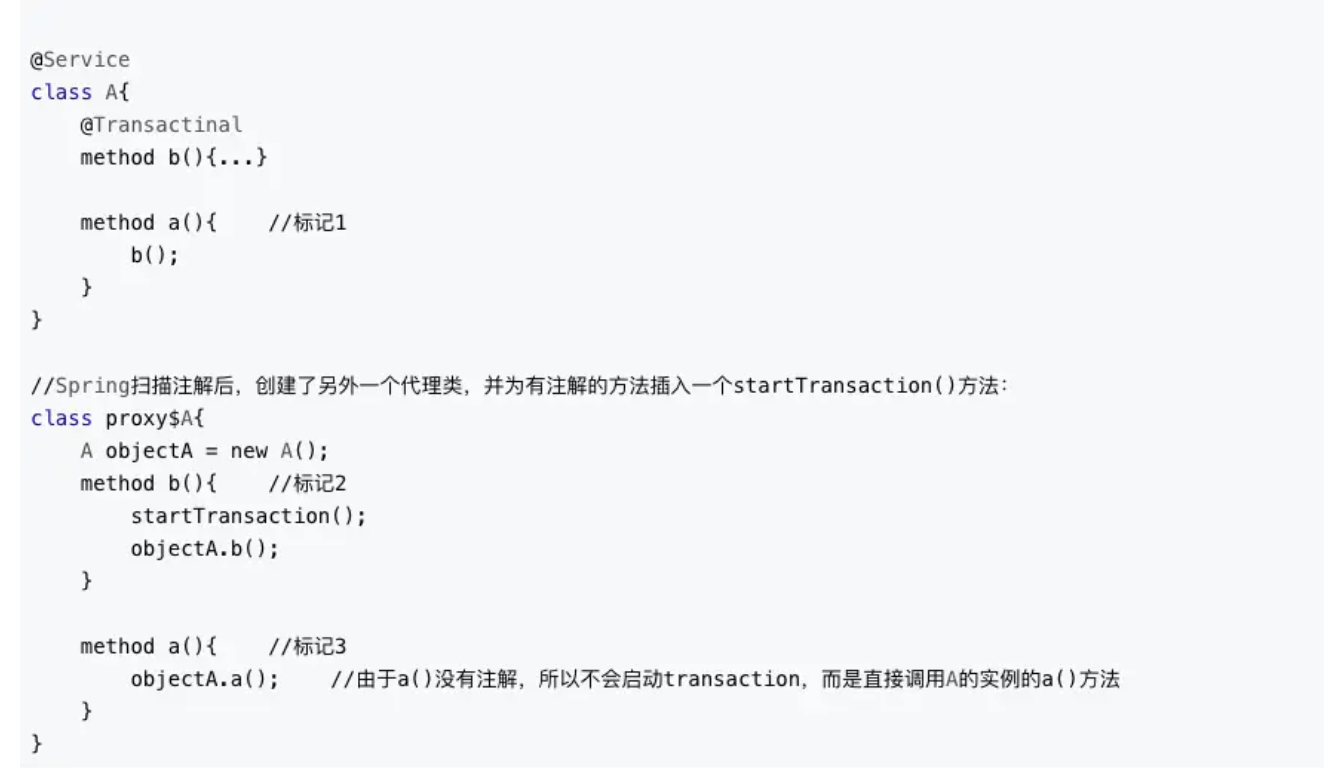 @Service
class A{
    @Transactinal
    method b(){...}
    method a(){    //标记1
        b();
    }
}
//Spring扫描注解后，创建了另外一个代理类，并为有注解的方法插入一个startTransaction()方法：
class proxy$A{
    A objectA = new A();
    method b(){    //标记2
        startTransaction();
        objectA.b();
    }
    method a(){    //标记3
        objectA.a();    //由于a()没有注解，所以不会启动transaction，而是直接调用A的实例的a()方法
    }
}